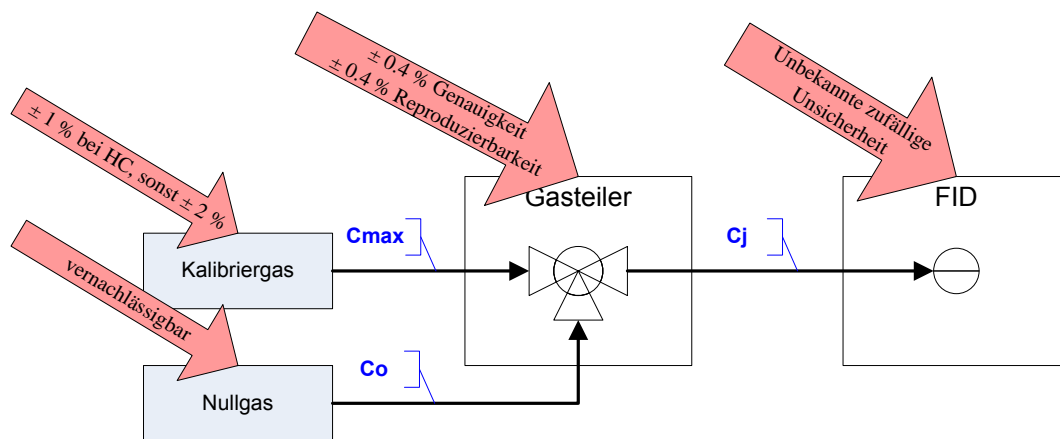 ± 0.4 % Genauigkeit
± 0.4 % Reproduzierbarkeit
Unbekannte zufällige
Unsicherheit
± 1 % bei HC, sonst ± 2 %
Gasteiler
FID
Cmax
Cj
Kalibriergas
vernachlässigbar
Co
Nullgas